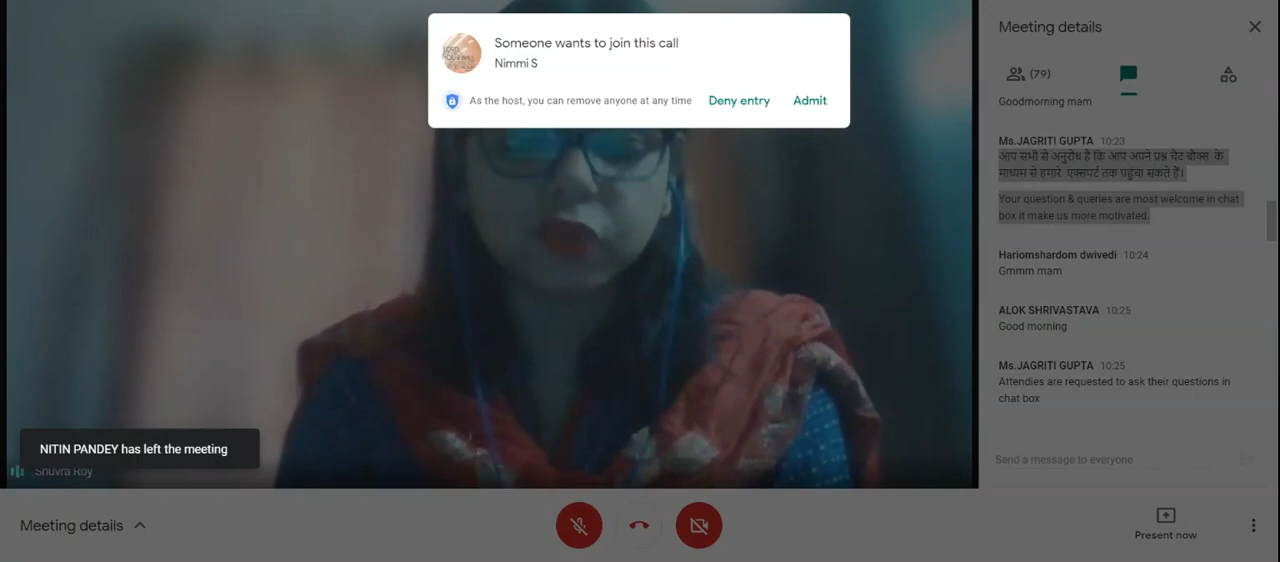 Someone wants to join this call
Nimmi S
As the host, you can remove anyone at any time
Deny entry
Admit
Meeting details
(79)
Goodmorning mam
Ms.JAGRITI GUPTA 10:23
आप सभी से अनुरोध है कि आप अपने प्रश्न चैट बौक्स के
माध्यम से हमारे एक्सपर्ट तक पहुंचा सकते हैं!
Your question & queries are most welcome in chat
box it make us more motivated.
Hariomshardom dwivedi 10:24
Gmmm mam
ALOK SHRIVASTAVA 10:25
Good morning
Ms.JAGRITI GUPTA 10:25
Attendies are requested to ask their questions in
chat box
Send a message to everyone
NITIN PANDEY has left the meeting
Shuvra Roy
Meeting details
Present now